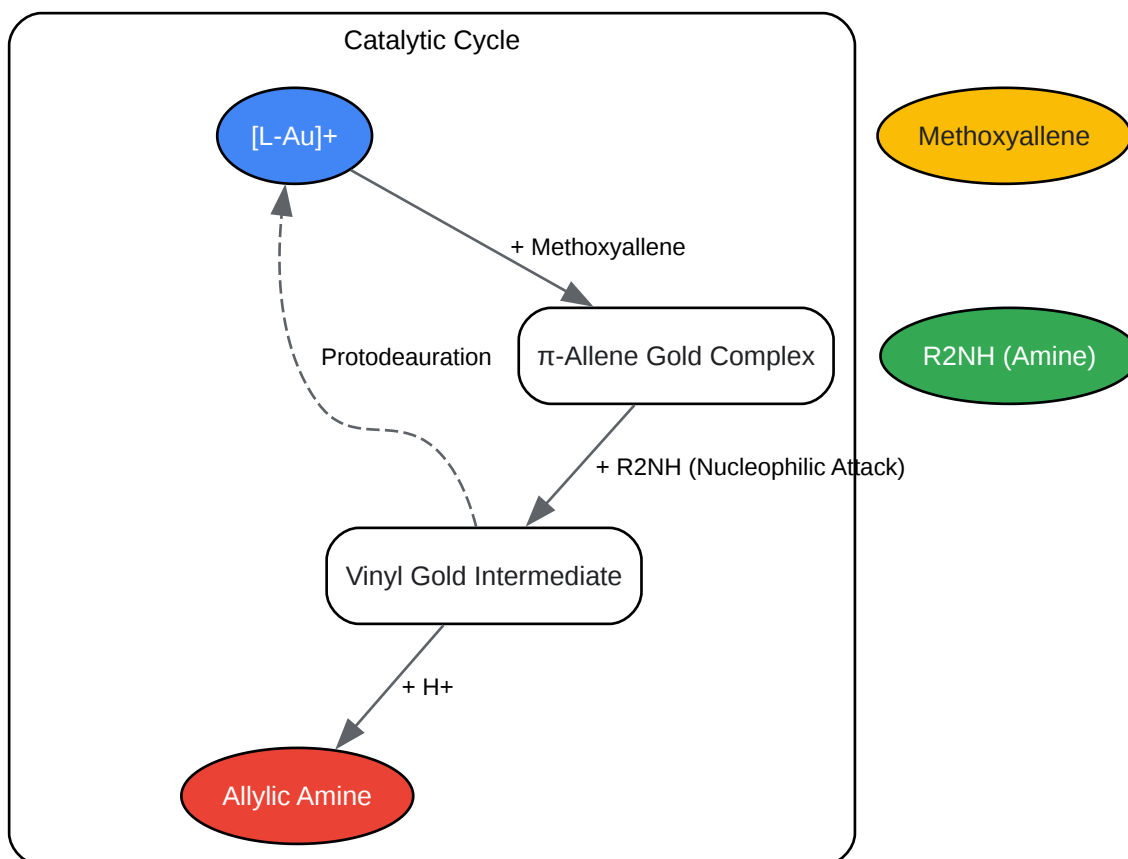 Catalytic Cycle
[L-Au]+
Methoxyallene
+ Methoxyallene
π-Allene Gold Complex
R2NH (Amine)
Protodeauration
+ R2NH (Nucleophilic Attack)
Vinyl Gold Intermediate
+ H+
Allylic Amine